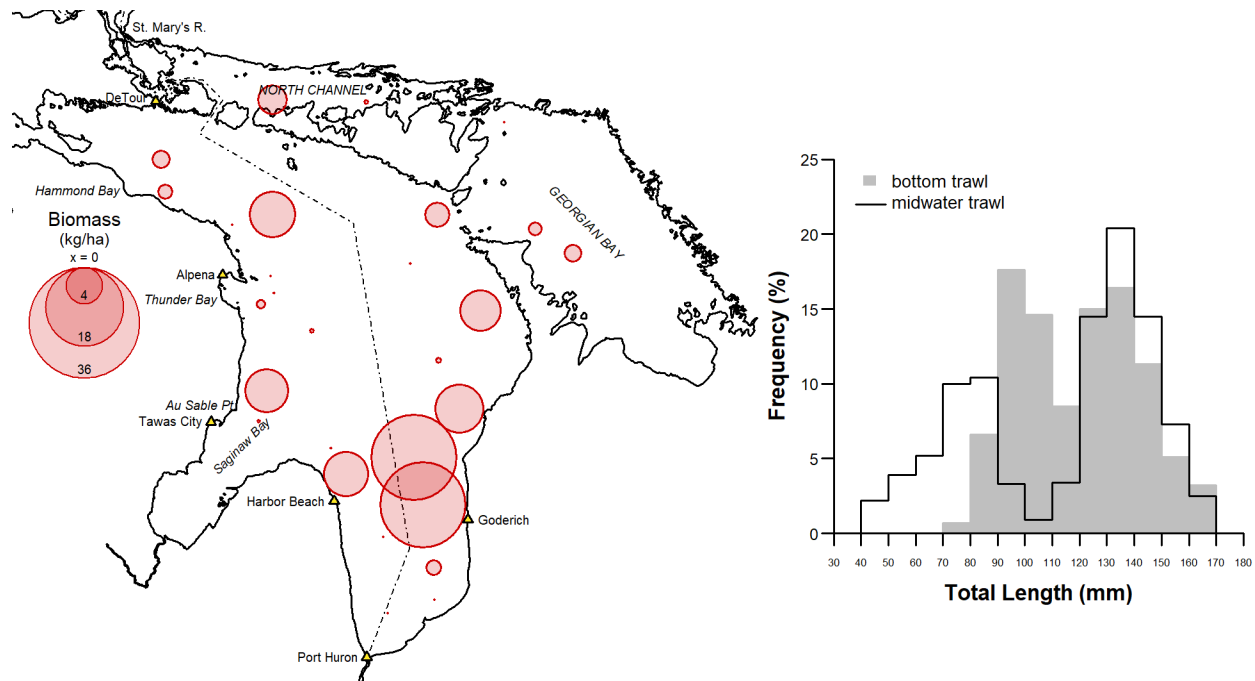 St. Mary's R.
DeTour
NORTH CHANNEL
Hammond Bay
GEORGIAN BAY
Biomass
(kg/ha)
x = 0
4
18
36
Alpena
Thunder Bay
Au Sable Pt.
Tawas City
Saginaw Bay
Harbor Beach
Goderich
Port Huron
bottom trawl
midwater trawl
Frequency (%)
25
20
15
10
5
0
30 40 50 60 70 80 90 100 110 120 130 140 150 160 170 180
Total Length (mm)